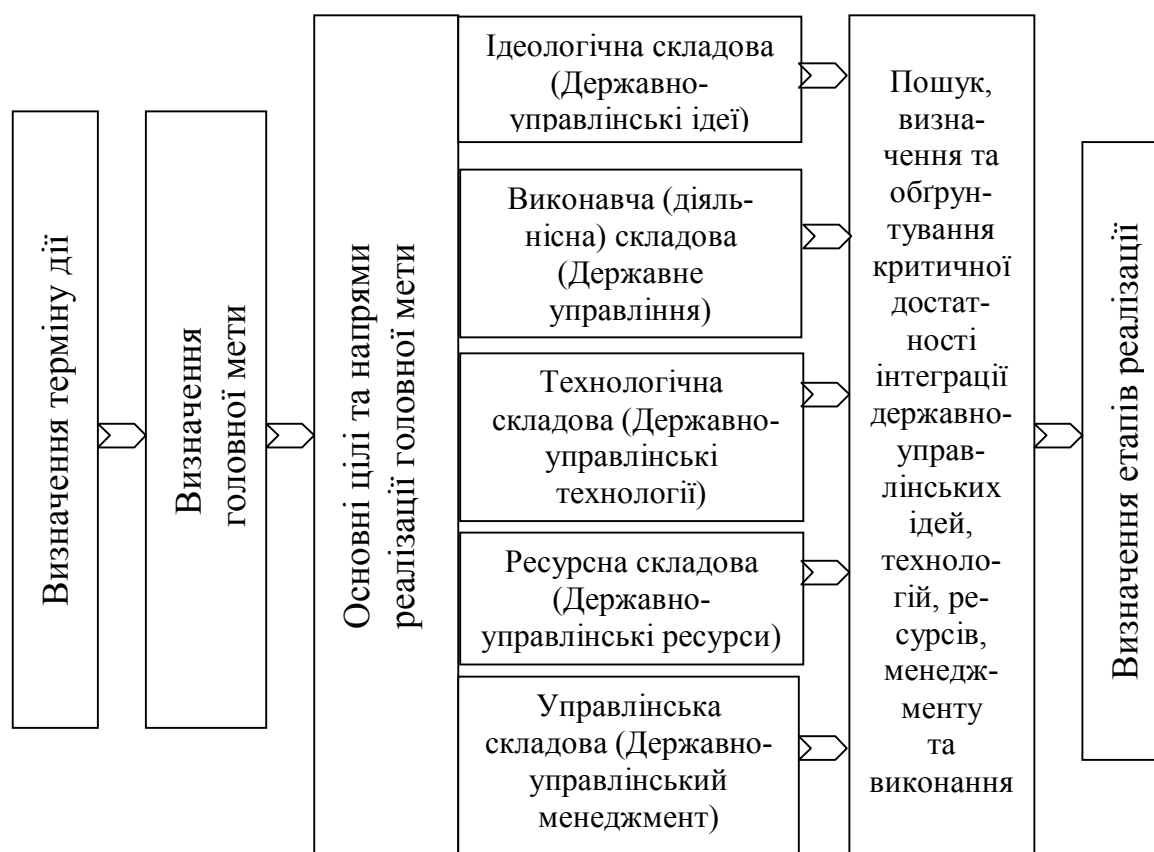 Визначення терміну дії
Визначення
головної мети
Основні цілі та напрями
реалізації головної мети
Ідеологічна складова
(Державно-
управлінські ідеї)
Виконавча (діяль-
нісна) складова
(Державне
управління)
Технологічна
складова (Державно-
управлінські
технології)
Ресурсна складова
(Державно-
управлінські ресурси)
Управлінська
складова (Державно-
управлінський
менеджмент)
Пошук,
визна-
чення та
обґрун-
тування
критичної
достат-
ності
інтеграції
державно-
управ-
лінських
ідей,
техноло-
гій, ре-
сурсів,
менедж-
менту
та
виконання
Визначення етапів реалізації